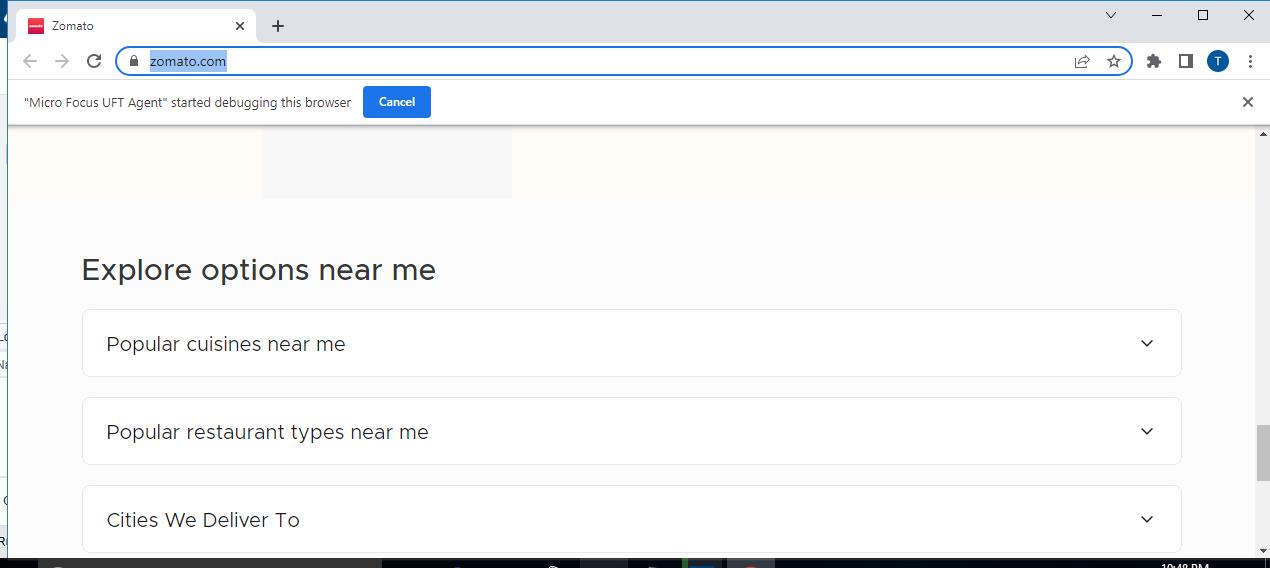 Zomato
zomato.com
T
"Micro Focus UFT Agent" started debugging this browser
Cancel
Explore options near me
Popular cuisines near me
Popular restaurant types near me
Cities We Deliver To
10:48 PM